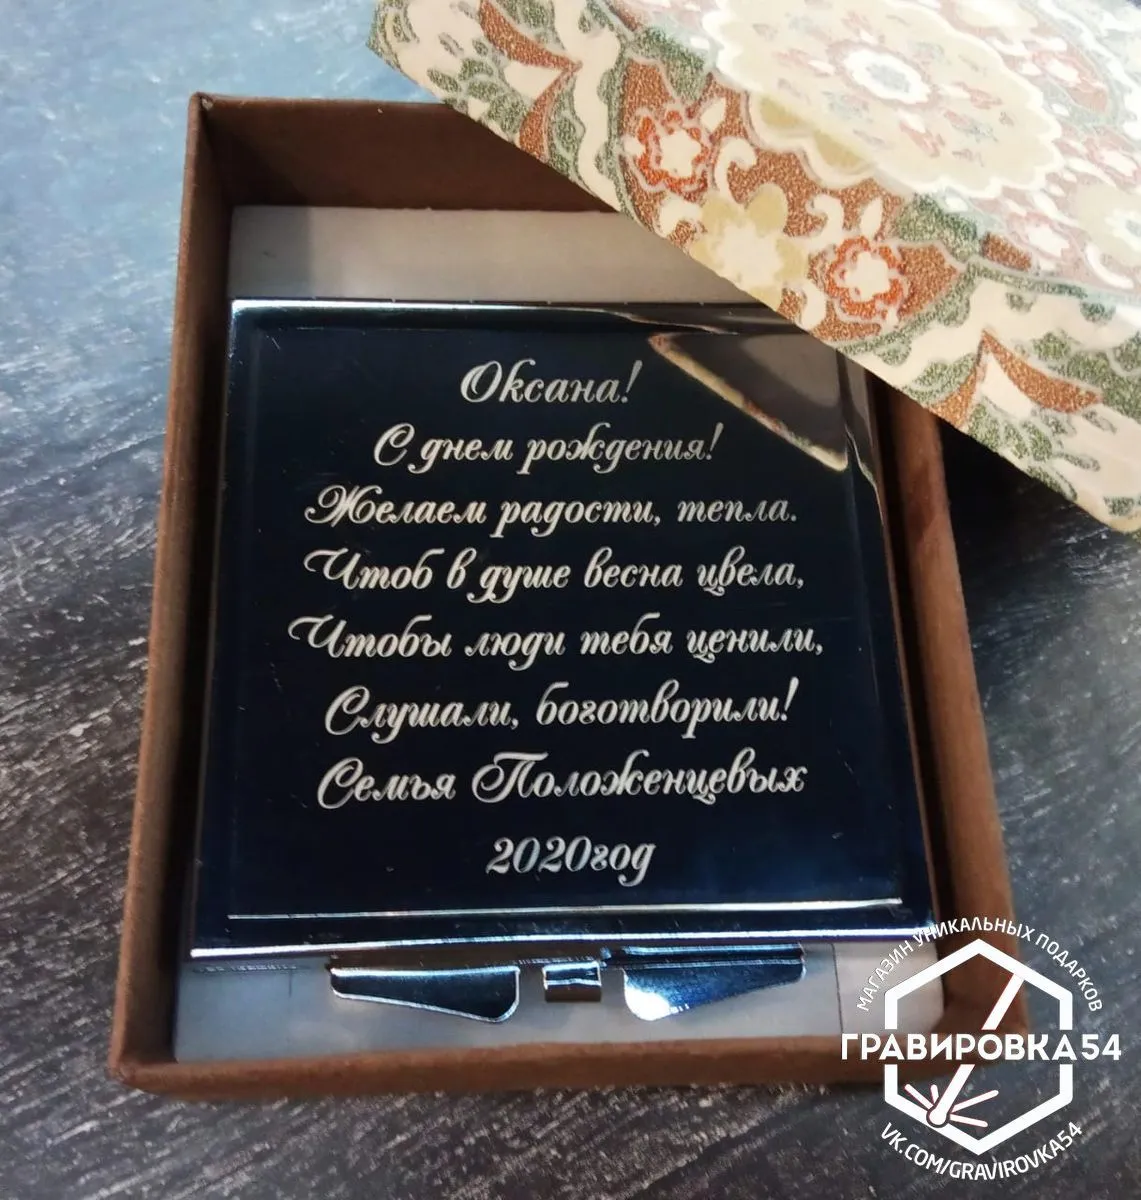 Оксана!
С днем рождения!
Желаем радости, тепла.
Чтоб в душе весна цвела,
Чтобы люди тебя ценили,
Слушали, боготворили!
Семья Положенцевых
2020год
МАГАЗИН УНИКАЛЬНЫХ ПОДАРКОВ
ГРАВИРОВКА54
VK.COM/GRAVIROVKA54